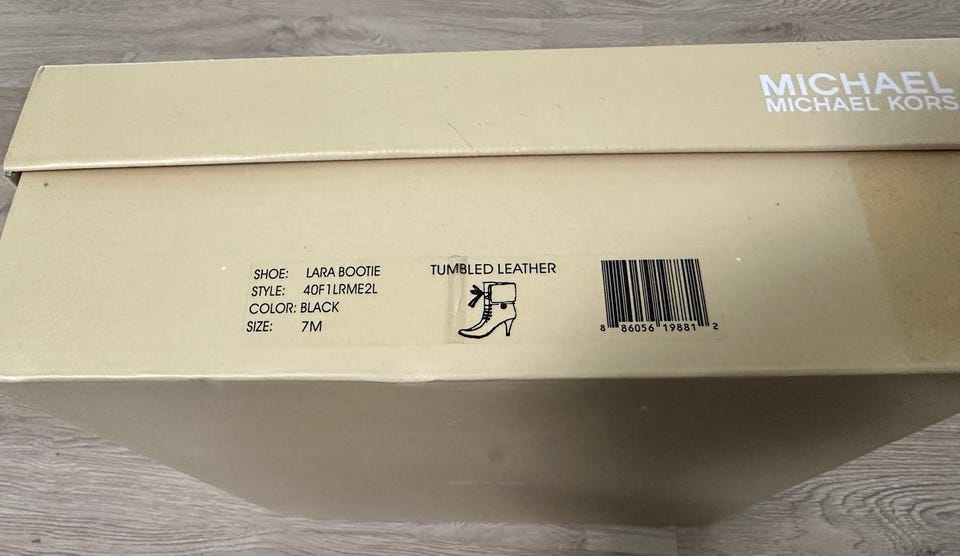 MICHAEL
MICHAEL KORS
SHOE: LARA BOOTIE
STYLE: 40F1LRME2L
COLOR: BLACK
SIZE: 7M
TUMBLED LEATHER
8 86056 19881 2